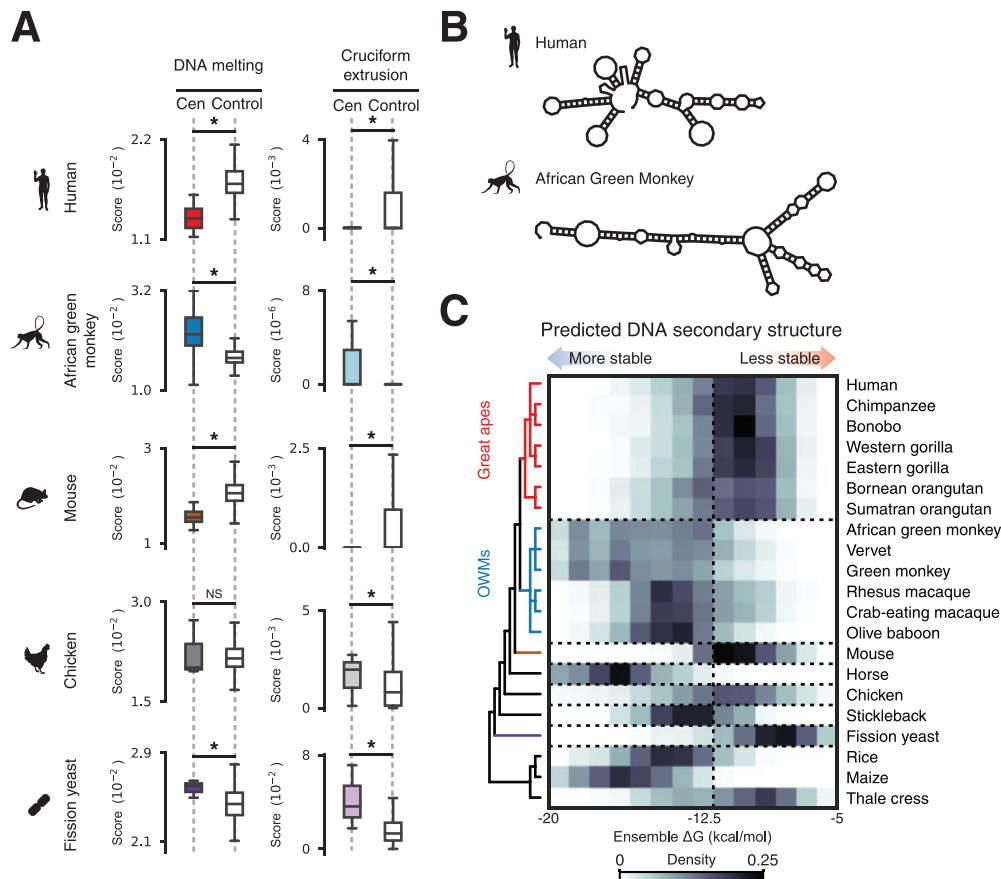 A
DNA melting
Cruciform
extrusion
Cen Control
Cen Control
Human
Score (10⁻²)
2.2
1.1
*
Score (10⁻³)
4
0
*
African green
monkey
Score (10⁻²)
3.2
1.0
*
Score (10⁻⁶)
8
0
*
Mouse
Score (10⁻²)
3
1
*
Score (10⁻³)
2.5
0.0
*
Chicken
Score (10⁻²)
3.0
1.5
NS
Score (10⁻³)
5
0
*
Fission yeast
Score (10⁻²)
2.9
2.1
*
Score (10⁻²)
8
0
*
B
Human
African Green Monkey
C
Predicted DNA secondary structure
More stable
Less stable
Great apes
OWMs
Human
Chimpanzee
Bonobo
Western gorilla
Eastern gorilla
Bornean orangutan
Sumatran orangutan
African green monkey
Vervet
Green monkey
Rhesus macaque
Crab-eating macaque
Olive baboon
Mouse
Horse
Chicken
Stickleback
Fission yeast
Rice
Maize
Thale cress
-20 -12.5 -5
Ensemble ΔG (kcal/mol)
0 Density 0.25